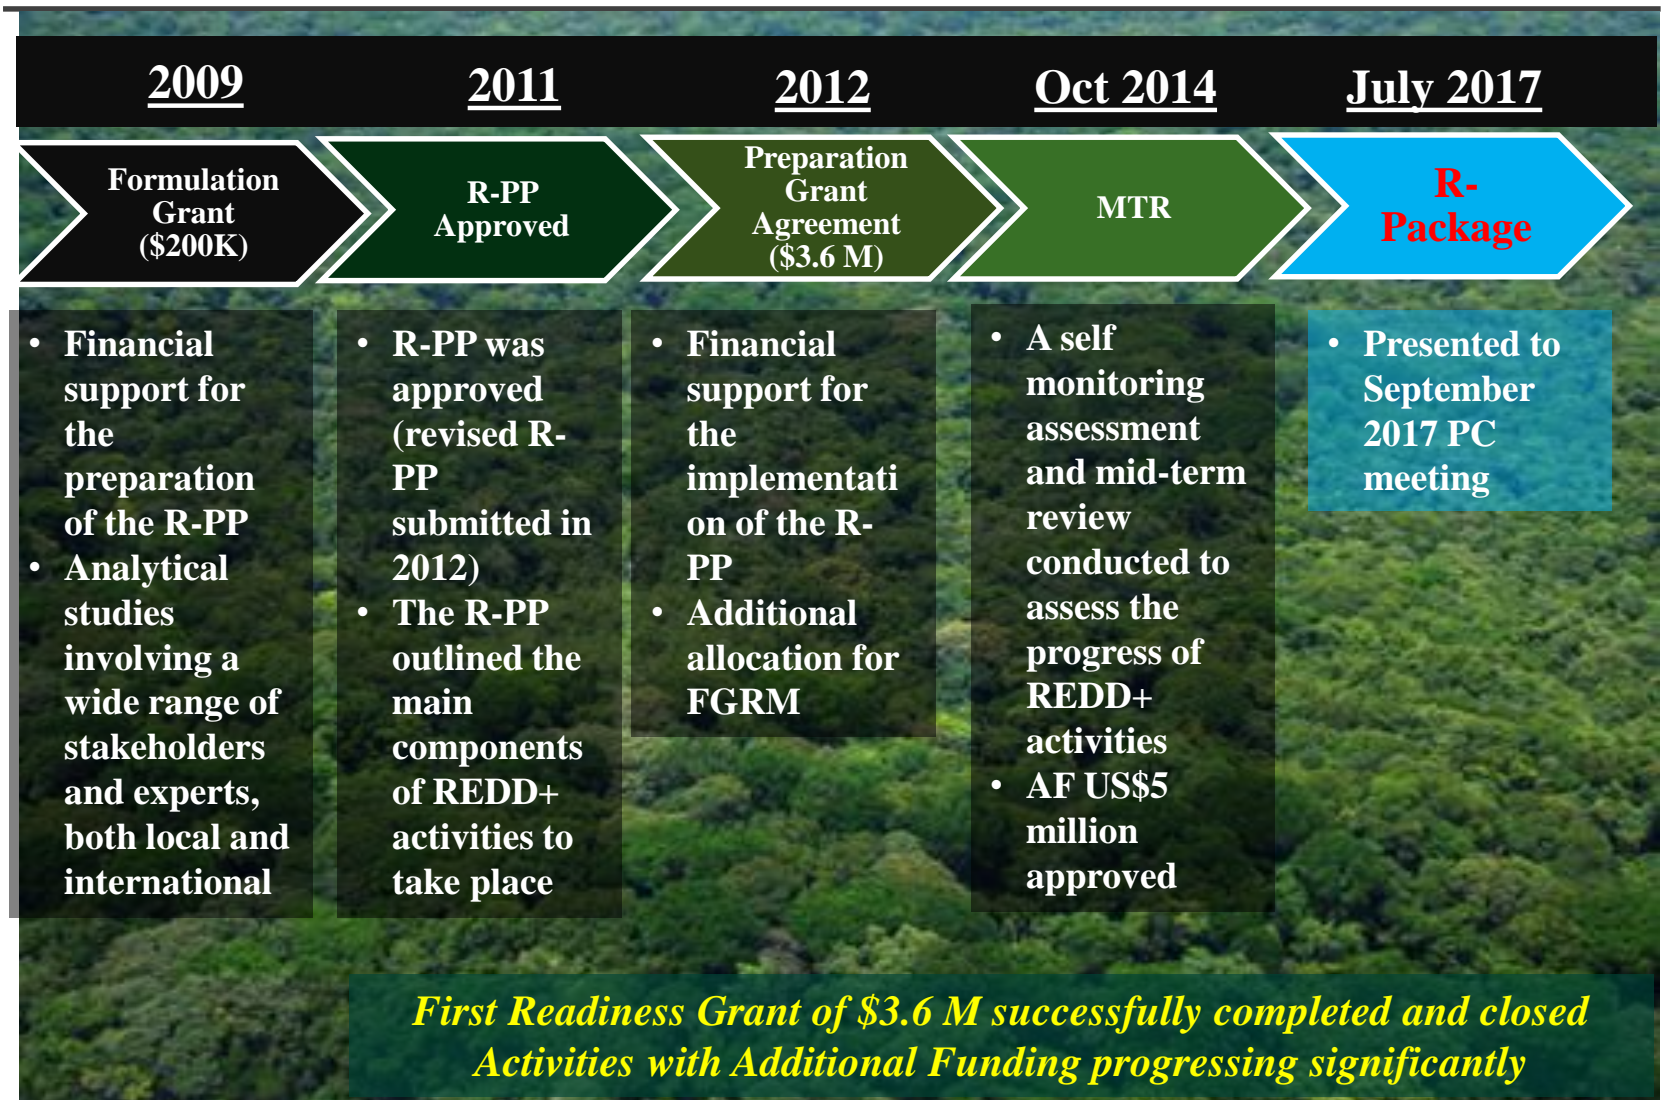 2009
2011
2012
Oct 2014
July 2017
Formulation
Grant
($200K)
R-PP
Approved
Preparation
Grant
Agreement
($3.6 M)
MTR
R-
Package
• Financial
support for
the
preparation
of the R-PP
• Analytical
studies
involving a
wide range of
stakeholders
and experts,
both local and
international
• R-PP was
approved
(revised R-
PP
submitted in
2012)
• The R-PP
outlined the
main
components
of REDD+
activities to
take place
• Financial
support for
the
implementati
on of the R-
PP
• Additional
allocation for
FGRM
• A self
monitoring
assessment
and mid-term
review
conducted to
assess the
progress of
REDD+
activities
• AF US$5
million
approved
• Presented to
September
2017 PC
meeting
First Readiness Grant of $3.6 M successfully completed and closed
Activities with Additional Funding progressing significantly